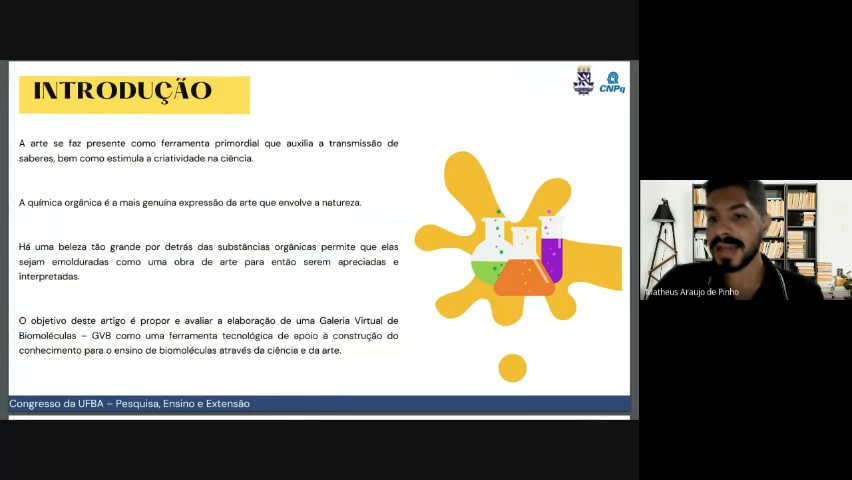 INTRODUÇÃO
CNPq
A arte se faz presente como ferramenta primordial que auxilia a transmissão de
saberes, bem como estimula a criatividade na ciência.
A química orgânica é a mais genuína expressão da arte que envolve a natureza.
Há uma beleza tão grande por detrás das substâncias orgânicas permite que elas
sejam emolduradas como uma obra de arte para então serem apreciadas e
interpretadas.
O objetivo deste artigo é propor e avaliar a elaboração de uma Galeria Virtual de
Biomoléculas – GVB como uma ferramenta tecnológica de apoio à construção do
conhecimento para o ensino de biomoléculas através da ciência e da arte.
Congresso da UFBA – Pesquisa, Ensino e Extensão
Matheus Araujo de Pinho